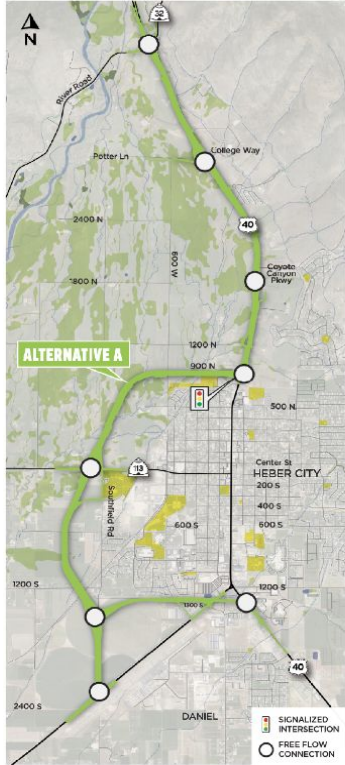 N
32
River Road
Potter Ln
College Way
2400 N
40
600 W
Coyote
Canyon
Pkwy
1800 N
1200 N
ALTERNATIVE A
900 N
500 N
113
Center St
HEBER CITY
200 S
Southfield Rd
400 S
600 S
600 S
1200 S
1200 S
1300 S
40
2400 S
DANIEL
SIGNALIZED
INTERSECTION
FREE FLOW
CONNECTION